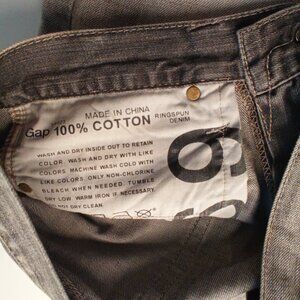 MADE IN CHINA
Gap 100% COTTON
RINGSPUN
DENIM
WASH AND DRY INSIDE OUT TO RETAIN
COLOR. WASH AND DRY WITH LIKE
COLORS MACHINE WASH COLD WITH
LIKE COLORS ONLY NON-CHLORINE
BLEACH WHEN NEEDED. TUMBLE
DRY LOW. WARM IRON IF NECESSARY.
NOT DRY CLEAN.